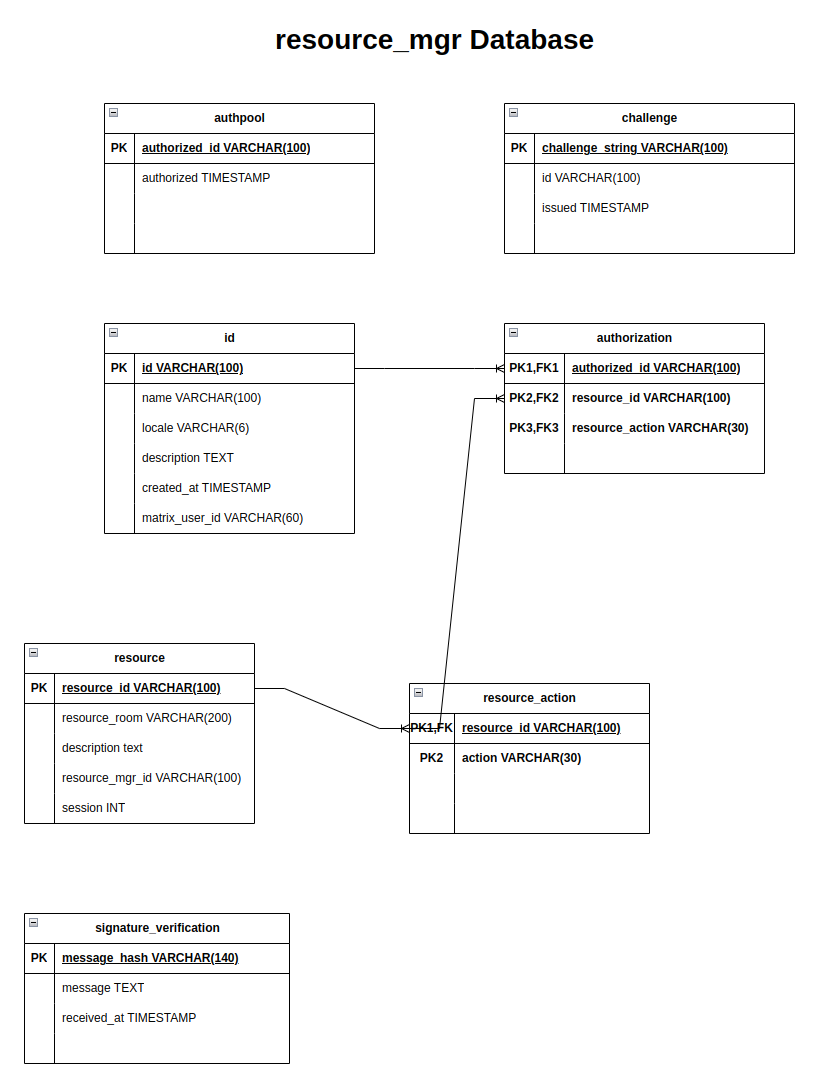 resource_mgr Database
authpool
PK authorized_id VARCHAR(100)
authorized TIMESTAMP
challenge
PK challenge_string VARCHAR(100)
id VARCHAR(100)
issued TIMESTAMP
id
PK id VARCHAR(100)
name VARCHAR(100)
locale VARCHAR(6)
description TEXT
created_at TIMESTAMP
matrix_user_id VARCHAR(60)
authorization
PK1,FK1 authorized_id VARCHAR(100)
PK2,FK2 resource_id VARCHAR(100)
PK3,FK3 resource_action VARCHAR(30)
resource
PK resource_id VARCHAR(100)
resource_room VARCHAR(200)
description text
resource_mgr_id VARCHAR(100)
session INT
resource_action
PK1,FK resource_id VARCHAR(100)
PK2 action VARCHAR(30)
signature_verification
PK message_hash VARCHAR(140)
message TEXT
received_at TIMESTAMP